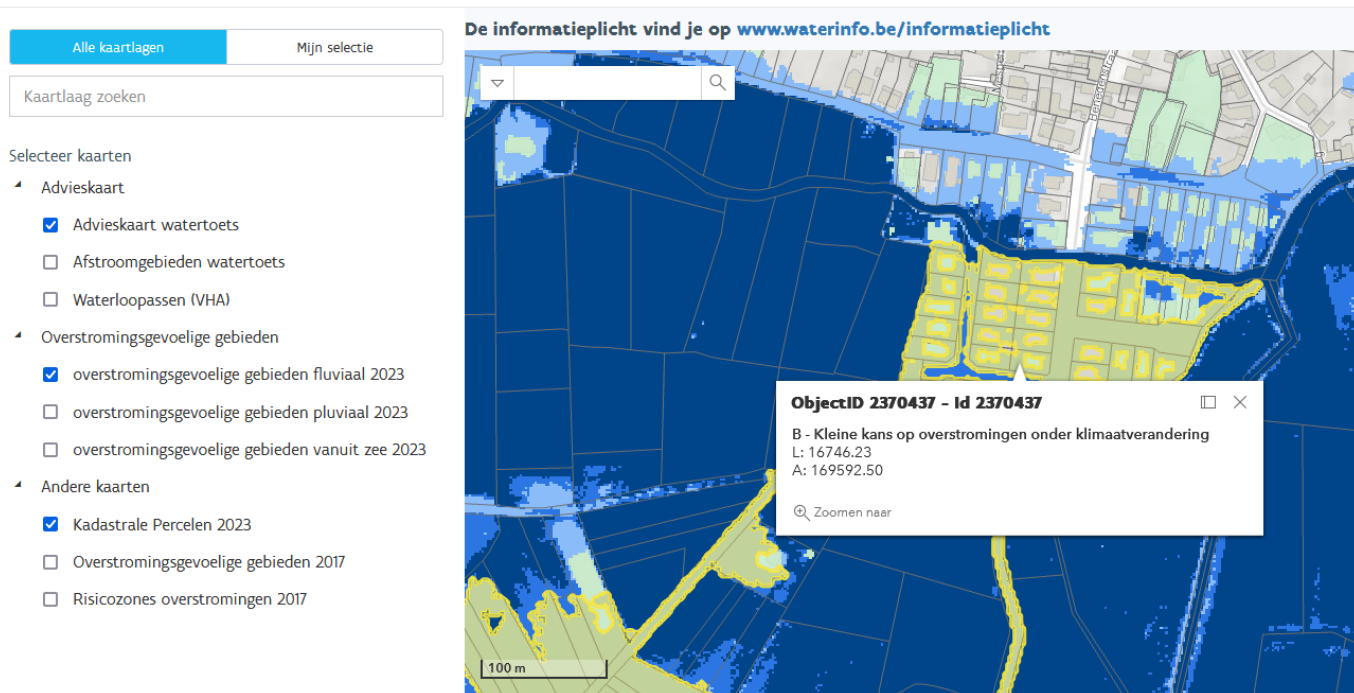 De informatieplicht vind je op www.waterinfo.be/informatieplicht
Alle kaartlagen
Mijn selectie
Kaartlaag zoeken
Selecteer kaarten
Advieskaart
Advieskaart watertoets
Afstroomgebieden watertoets
Waterloopassen (VHA)
Overstromingsgevoelige gebieden
overstromingsgevoelige gebieden fluviaal 2023
overstromingsgevoelige gebieden pluviaal 2023
overstromingsgevoelige gebieden vanuit zee 2023
Andere kaarten
Kadastrale Percelen 2023
Overstromingsgevoelige gebieden 2017
Risicozones overstromingen 2017
ObjectID 2370437 - Id 2370437
B - Kleine kans op overstromingen onder klimaatverandering
L: 16746.23
A: 169592.50
Zoomen naar
100 m